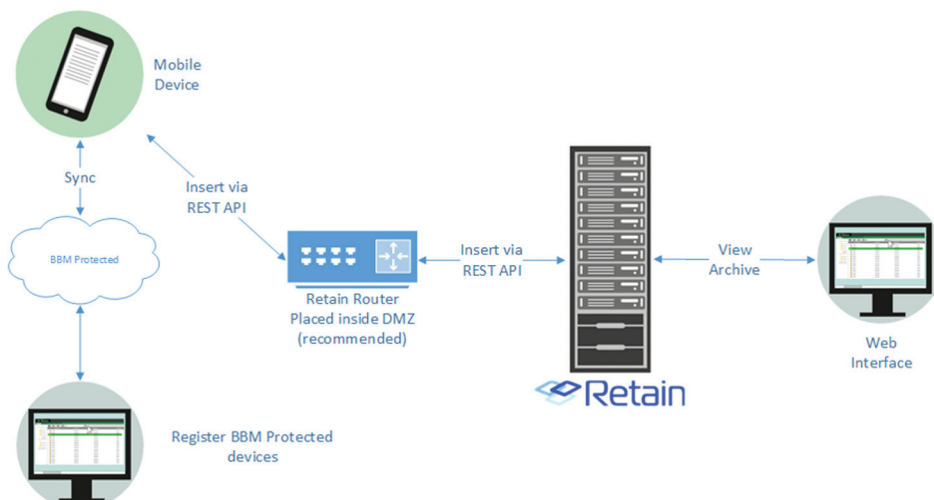 Mobile
Device
Sync
Insert via
REST API
BBM Protected
Insert via
REST API
View
Archive
Retain Router
Placed inside DMZ
(recommended)
Web
Interface
Retain
Register BBM Protected
devices